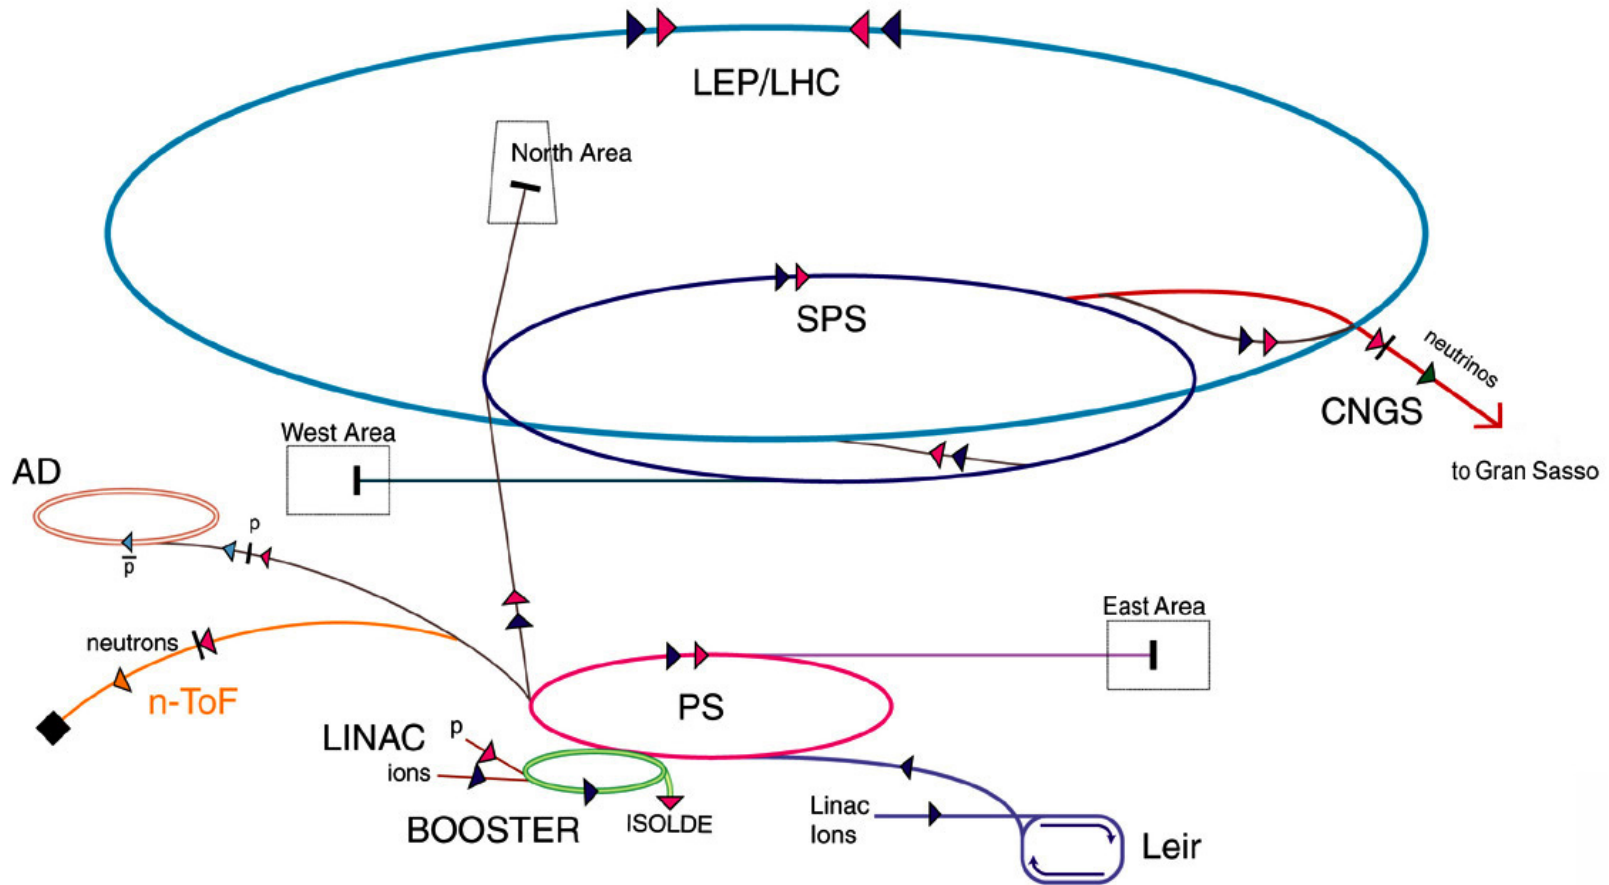 LEP/LHC
North Area
SPS
neutrinos
CNGS
West Area
AD
to Gran Sasso
p
p̅
East Area
neutrons
n-ToF
PS
LINAC
p
ions
Linac
Ions
BOOSTER
ISOLDE
Leir